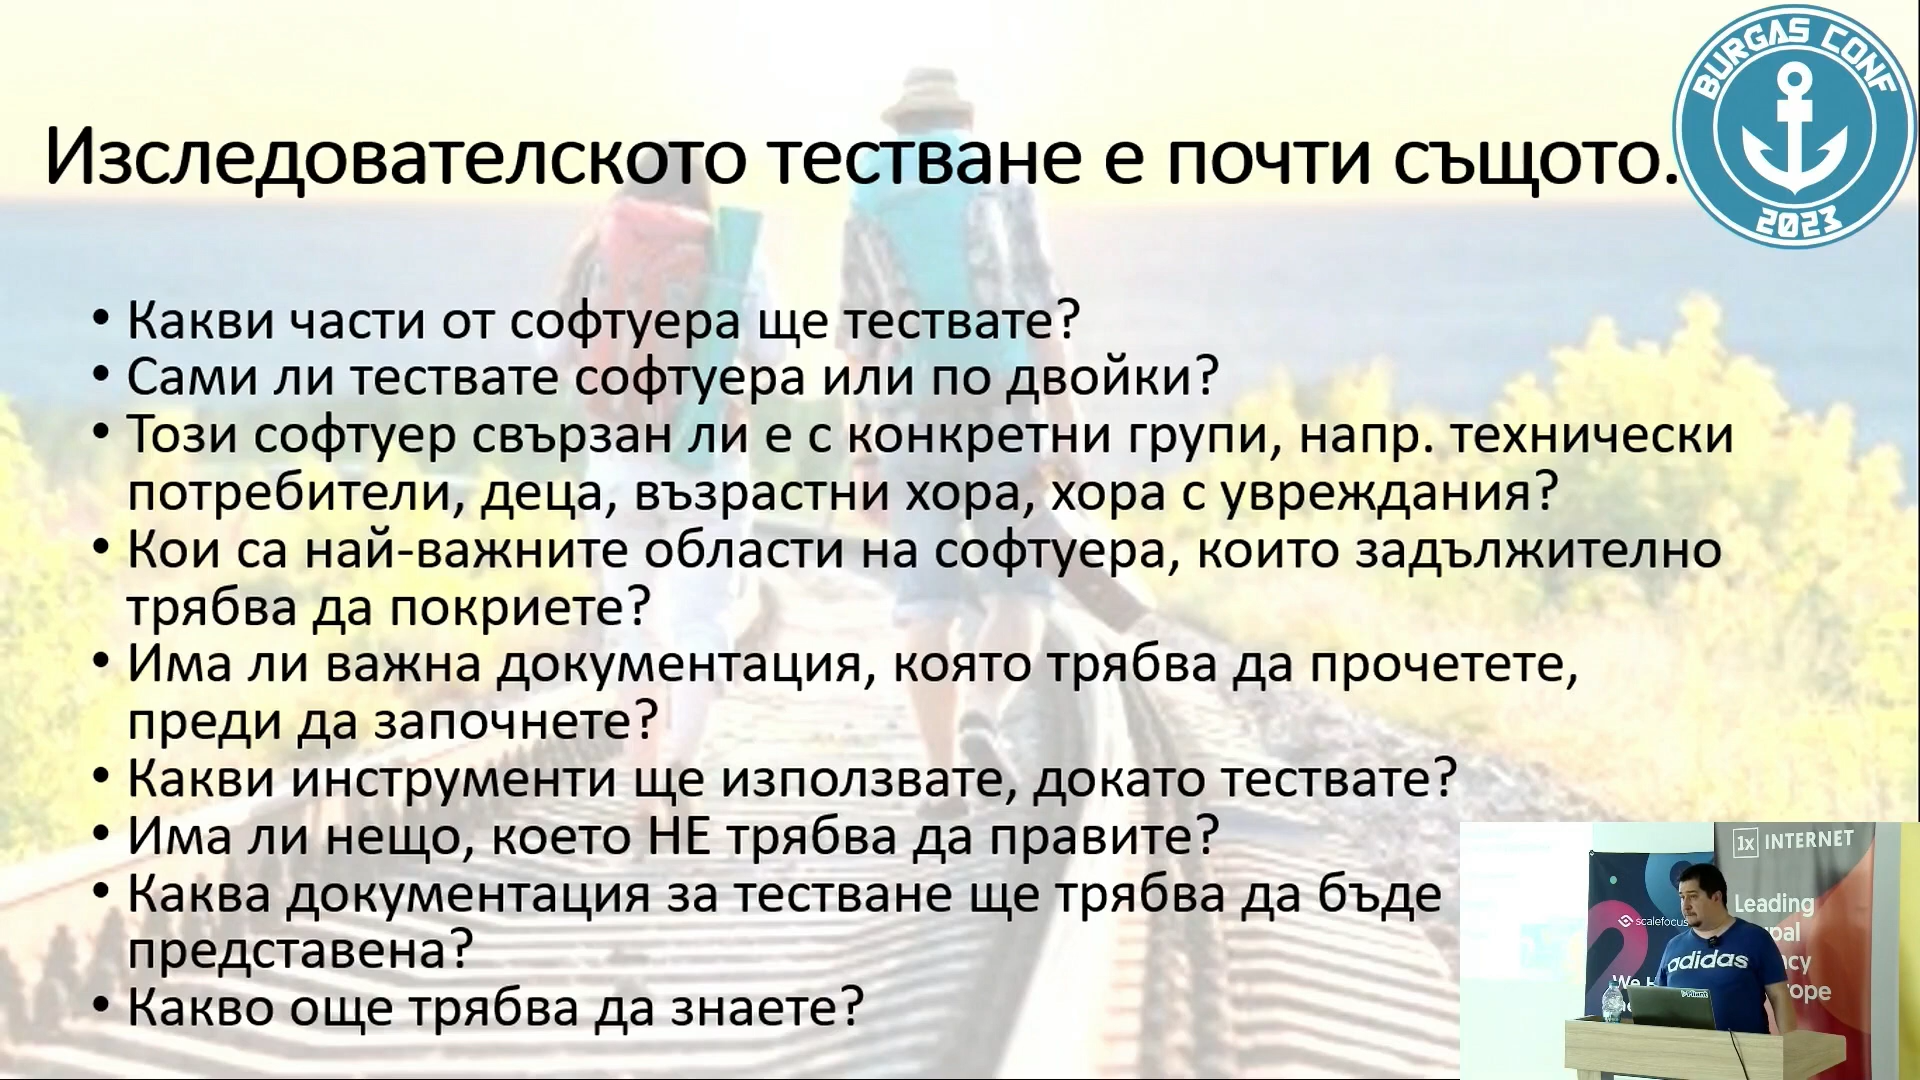 BURGAS CONF
2023
Изследователското тестване е почти същото.
• Какви части от софтуера ще тествате?
• Сами ли тествате софтуера или по двойки?
• Този софтуер свързан ли е с конкретни групи, напр. технически
потребители, деца, възрастни хора, хора с увреждания?
• Кои са най-важните области на софтуера, които задължително
трябва да покриете?
• Има ли важна документация, която трябва да прочетете,
преди да започнете?
• Какви инструменти ще използвате, докато тествате?
• Има ли нещо, което НЕ трябва да правите?
• Каква документация за тестване ще трябва да бъде
представена?
• Какво още трябва да знаете?
1x INTERNET
Leading
scalefocus
adidas
We